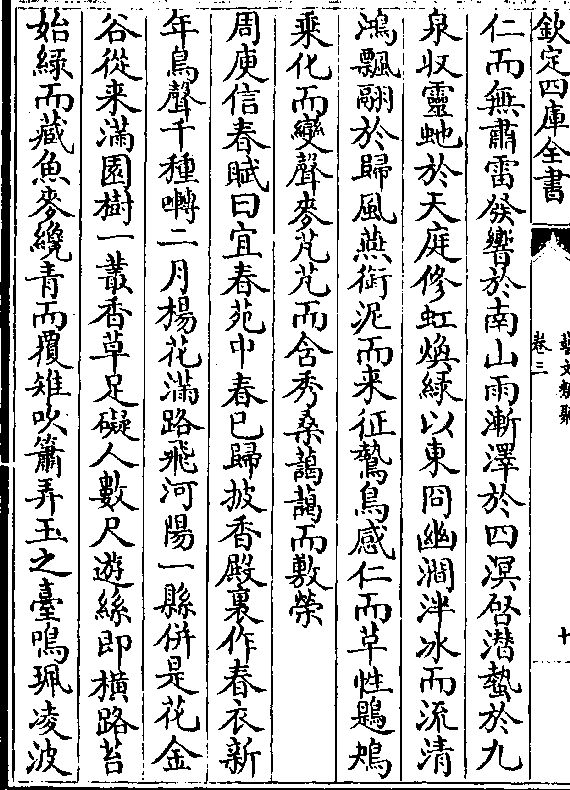 欽定四庫全書
藝文類聚
卷三
十
仁而無肅雷發響於南山雨漸澤於四溟啓潛蟄於九
泉収靈虵於天庭修虹煥緑以東冏幽澗泮冰而流清
鴻飄翮於歸風燕銜泥而来征鷙鳥感仁而革性鶗鴂
乗化而變聲麥芃芃而含秀桑藹藹而敷榮
周庾信春賦曰宜春苑中春已歸披香殿裏作春衣新
年鳥聲千種囀二月楊花滿路飛河陽一縣併是花金
谷從来滿園樹一叢香草足礙人數尺遊絲即横路苔
始緑而藏魚麥纔青而覆雉吹簫弄玉之臺鳴珮凌波